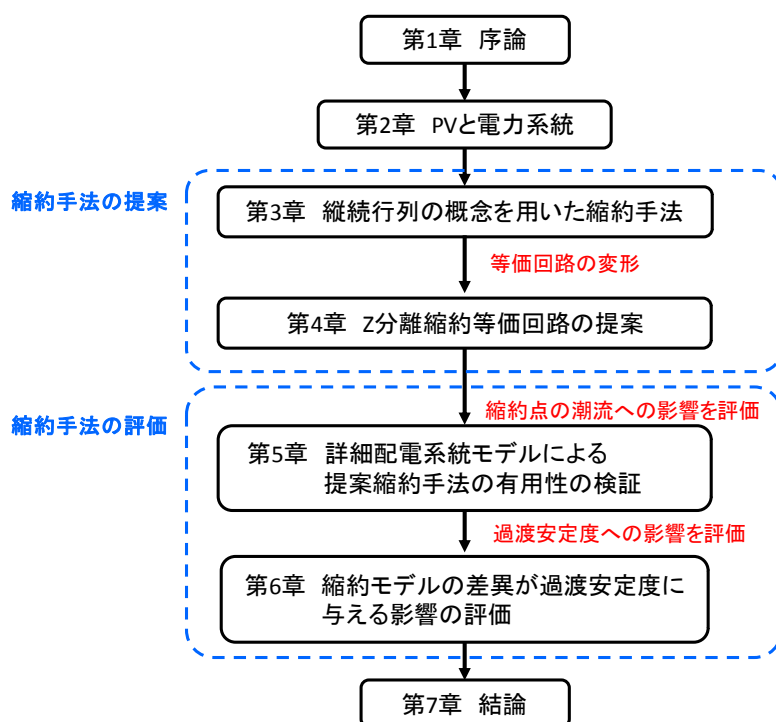 第1章 序論
第2章 PVと電力系統
縮約手法の提案
第3章 縦続行列の概念を用いた縮約手法
等価回路の変形
第4章 Z分離縮約等価回路の提案
縮約手法の評価
縮約点の潮流への影響を評価
第5章 詳細配電系統モデルによる
提案縮約手法の有用性の検証
過渡安定度への影響を評価
第6章 縮約モデルの差異が過渡安定度に
与える影響の評価
第7章 結論